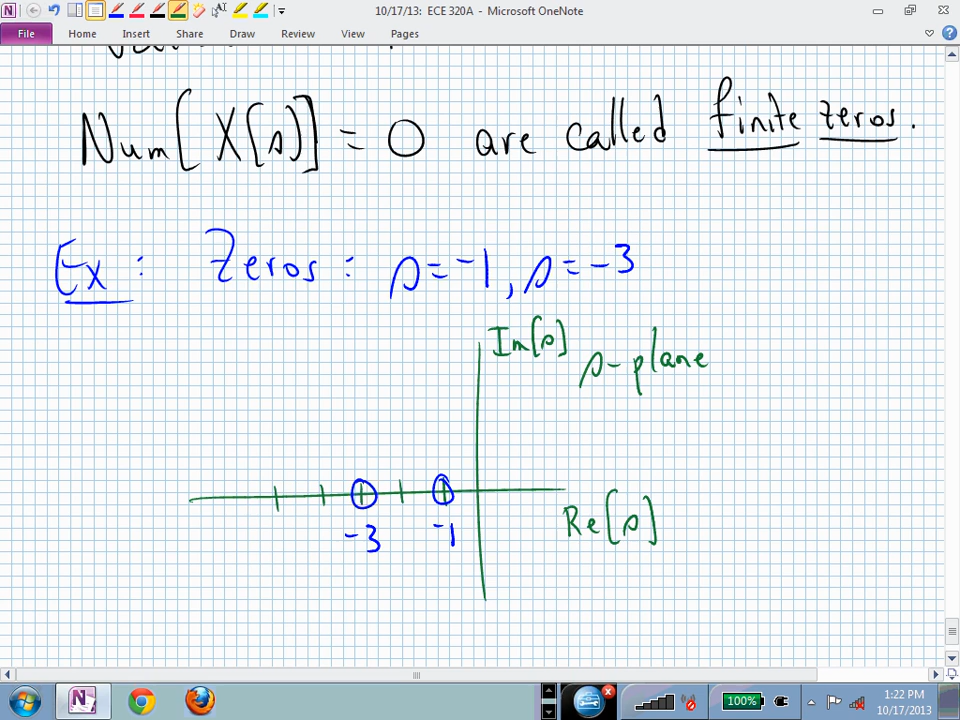 10/17/13: ECE 320A - Microsoft OneNote
File Home Insert Share Draw Review View Pages
Num[X(s)] = 0 are called finite zeros.
Ex: Zeros: s=-1, s=-3
Im[s] s-plane
-3 -1
Re[s]
100% 1:22 PM
10/17/2013